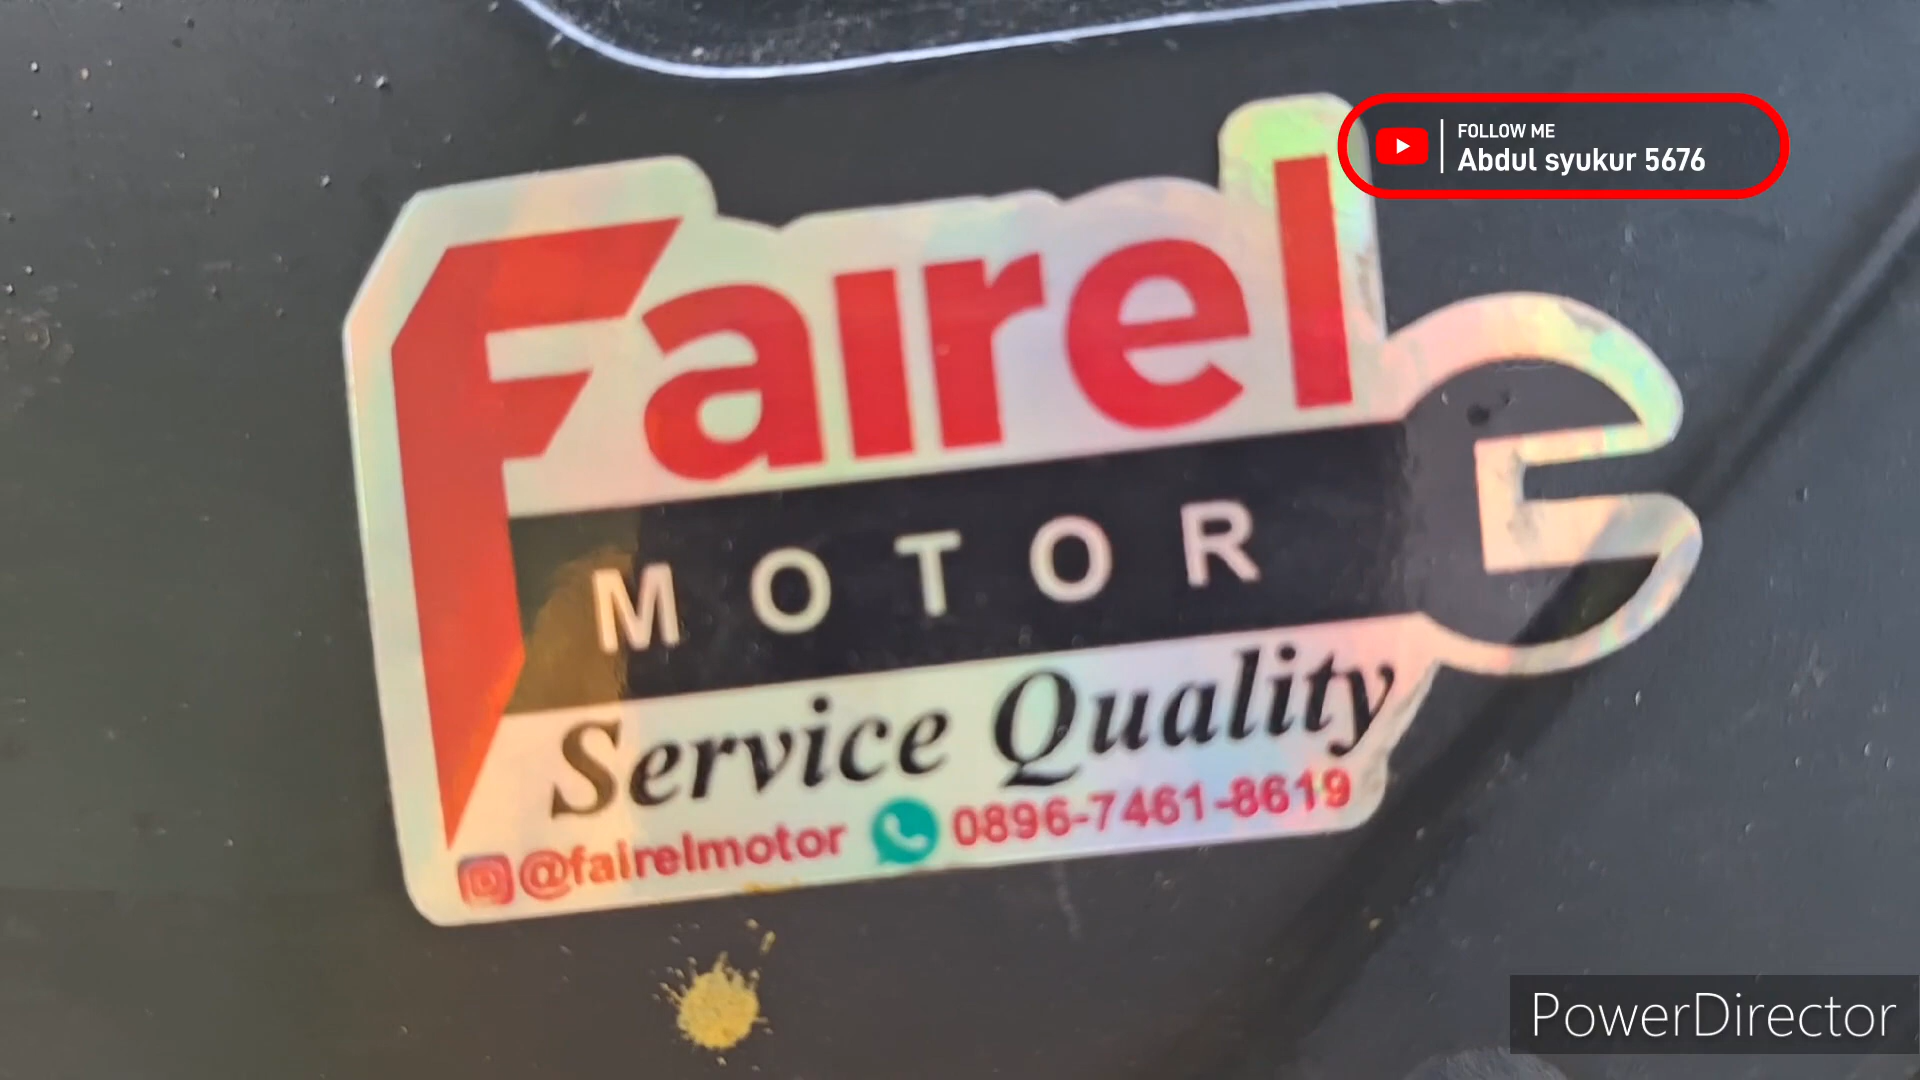 FOLLOW ME
Abdul syukur 5676
Fairel
MOTOR
Service Quality
@fairelmotor 0896-7461-8619
PowerDirector